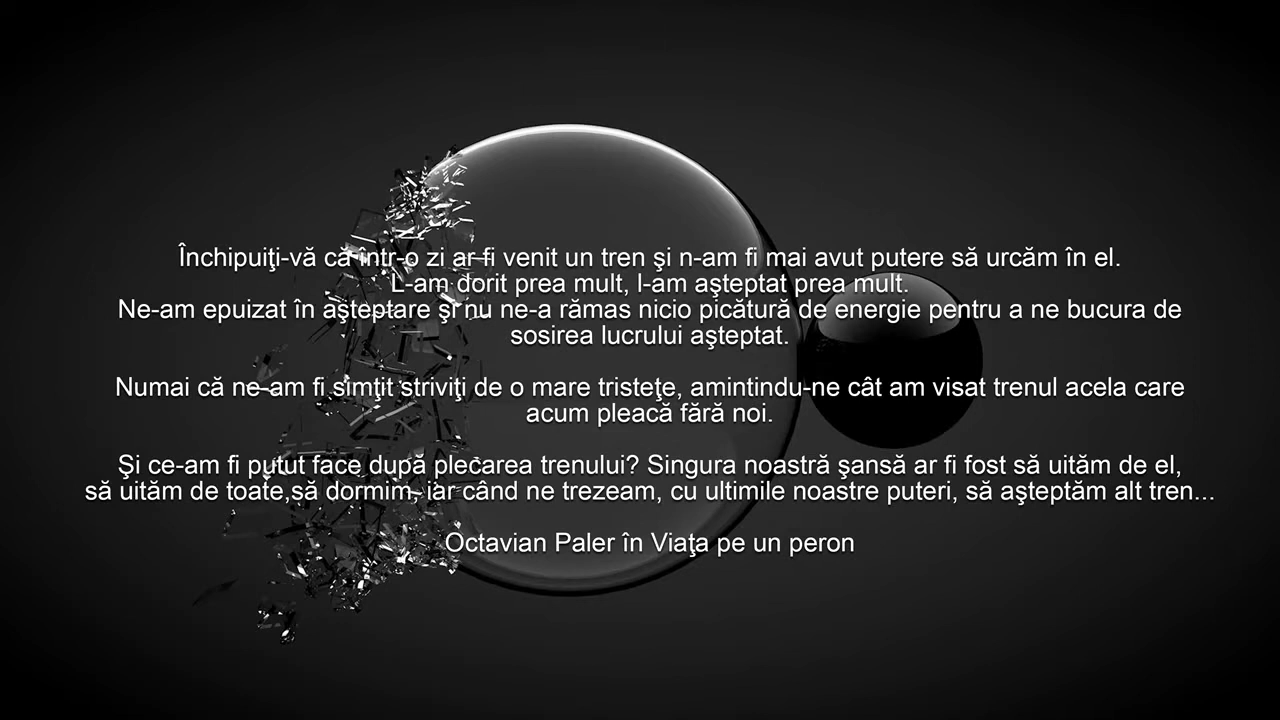 Închipuiţi-vă că într-o zi ar fi venit un tren şi n-am fi mai avut putere să urcăm în el.
L-am dorit prea mult, l-am aşteptat prea mult.
Ne-am epuizat în aşteptare şi nu ne-a rămas nicio picătură de energie pentru a ne bucura de
sosirea lucrului aşteptat.
Numai că ne-am fi simţit striviţi de o mare tristeţe, amintindu-ne cât am visat trenul acela care
acum pleacă fără noi.
Şi ce-am fi putut face după plecarea trenului? Singura noastră şansă ar fi fost să uităm de el,
să uităm de toate,să dormim, iar când ne trezeam, cu ultimile noastre puteri, să aşteptăm alt tren...
Octavian Paler în Viaţa pe un peron